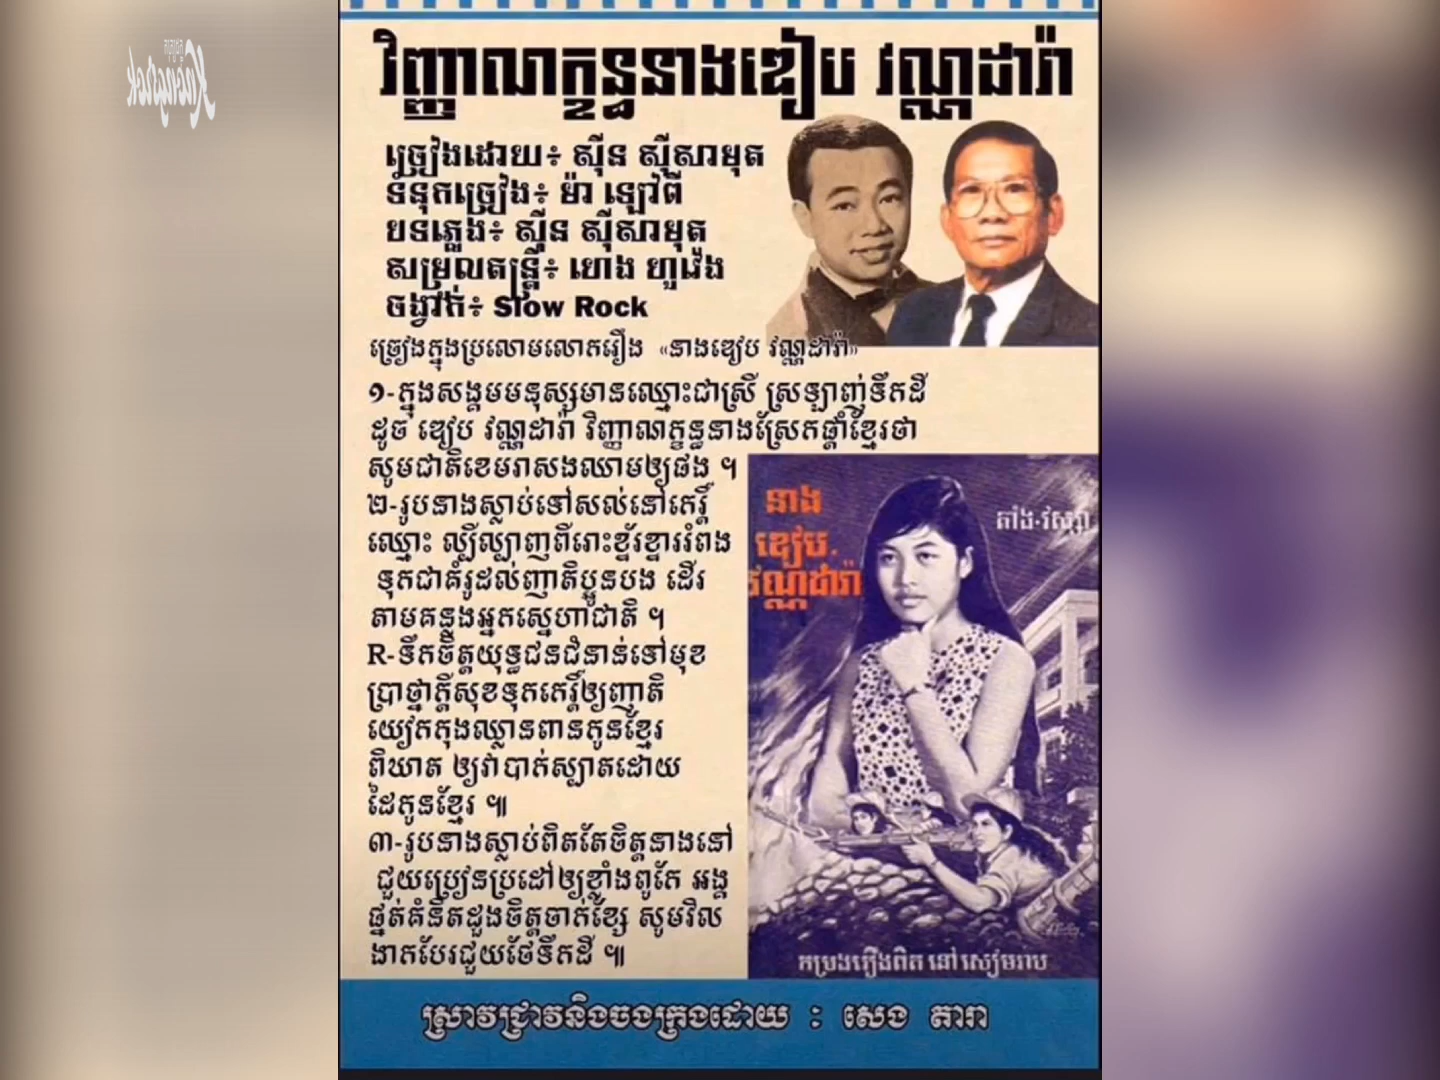 វិញ្ញាណក្ខន្ធនាងឌៀប វណ្ណដារ៉ា
ច្រៀងដោយ៖ ស៊ីន ស៊ីសាមុត
ទំនុកច្រៀង៖ ម៉ា ឡៅពី
បទភ្លេង៖ ស៊ីន ស៊ីសាមុត
សម្រួលតន្ត្រី៖ ហេង ហួវ៉េង
ចង្វាក់៖ Slow Rock
ច្រៀងក្នុងប្រលោមលោករឿង «នាងឌៀប វណ្ណដារ៉ា»
១-ក្នុងសង្គមមនុស្សមានឈ្មោះជាស្រី ស្រឡាញ់ទឹកដី
ដូច ឌៀប វណ្ណដារ៉ា វិញ្ញាណក្ខន្ធនាងស្រែកផ្តាំខ្មែរថា
សូមជាតិខេមរាសងឈាមឲ្យផង ។
២-រូបនាងស្លាប់ទៅសល់នៅកេរ្តិ៍
ឈ្មោះ ល្បីល្បាញពីរោះខ្ទ័រខ្ទាររំពង
ទុកជាគំរូដល់ញាតិប្អូនបង ដើរ
តាមគន្លងអ្នកស្នេហាជាតិ ។
R-ទឹកចិត្តយុទ្ធជនជំនាន់ទៅមុខ
ប្រាថ្នាក្តីសុខទុកកេរ្តិ៍ឲ្យញាតិ
យៀកកុងឈ្លានពានកូនខ្មែរ
ពិឃាត ឲ្យវាបាក់ស្បាតដោយ
ដៃកូនខ្មែរ ៕
៣-រូបនាងស្លាប់ពិតតែចិត្តនាងនៅ
ជួយប្រៀនប្រដៅឲ្យខ្លាំងពូកែ អង្គ
ផ្ចត់គំនិតដួងចិត្តចាក់ខ្សែ សូមវិល
ងាកបែរជួយថែទឹកដី ៕
នាង
ឌៀប.
វណ្ណដារ៉ា
តាំង·វស្សា
កម្រងរឿងពិត នៅ សៀមរាប
ស្រាវជ្រាវនិងចងក្រងដោយ : សេង តារា